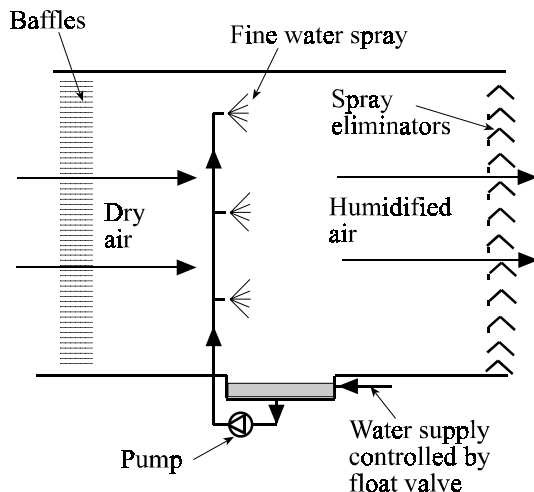 Baffles
Fine water spray
Spray
eliminators
Dry
air
Humidified
air
Pump
Water supply
controlled by
float valve